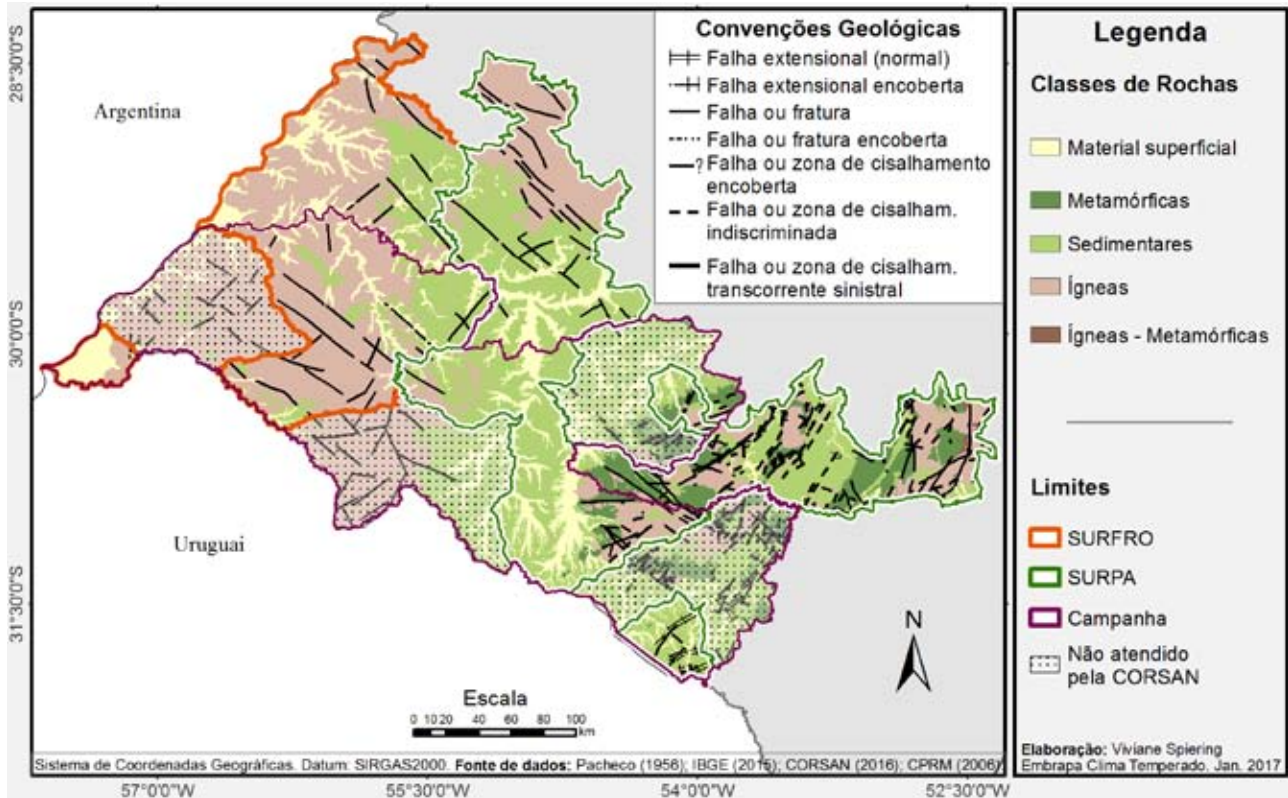 28°30'0"S
30°0'0"S
31°30'0"S
Argentina
Uruguai
Convenções Geológicas
Falha extensional (normal)
Falha extensional encoberta
Falha ou fratura
Falha ou fratura encoberta
? Falha ou zona de cisalhamento
encoberta
Falha ou zona de cisalham.
indiscriminada
Falha ou zona de cisalham.
transcorrente sinistral
N
Escala
0 10 20 40 60 80 100
km
Sistema de Coordenadas Geográficas. Datum: SIRGAS2000. Fonte de dados: Pacheco (1956); IBGE (2015); CORSAN (2016); CPRM (2006)
57°0'0"O
55°30'0"O
54°0'0"O
52°30'0"O
Legenda
Classes de Rochas
Material superficial
Metamórficas
Sedimentares
Ígneas
Ígneas - Metamórficas
Limites
SURFRO
SURPA
Campanha
Não atendido
pela CORSAN
Elaboração: Viviane Spiering
Embrapa Clima Temperado. Jan. 2017